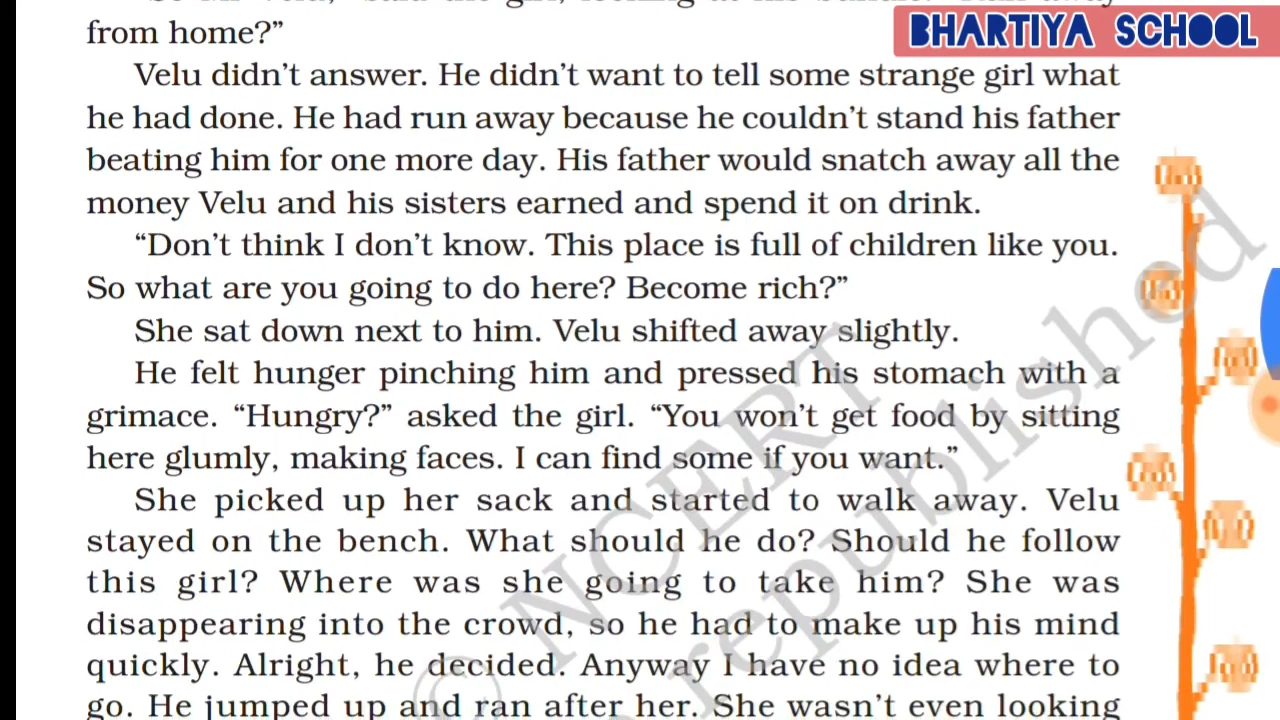 BHARTIYA SCHOOL
from home?”
Velu didn’t answer. He didn’t want to tell some strange girl what
he had done. He had run away because he couldn’t stand his father
beating him for one more day. His father would snatch away all the
money Velu and his sisters earned and spend it on drink.
“Don’t think I don’t know. This place is full of children like you.
So what are you going to do here? Become rich?”
She sat down next to him. Velu shifted away slightly.
He felt hunger pinching him and pressed his stomach with a
grimace. “Hungry?” asked the girl. “You won’t get food by sitting
here glumly, making faces. I can find some if you want.”
She picked up her sack and started to walk away. Velu
stayed on the bench. What should he do? Should he follow
this girl? Where was she going to take him? She was
disappearing into the crowd, so he had to make up his mind
quickly. Alright, he decided. Anyway I have no idea where to
go. He jumped up and ran after her. She wasn’t even looking
© NCERT
republished